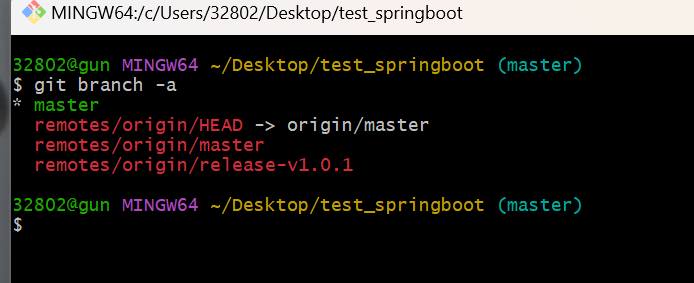 MINGW64:/c/Users/32802/Desktop/test_springboot
32802@gun MINGW64 ~/Desktop/test_springboot (master)
$ git branch -a
* master
  remotes/origin/HEAD -> origin/master
  remotes/origin/master
  remotes/origin/release-v1.0.1
32802@gun MINGW64 ~/Desktop/test_springboot (master)
$